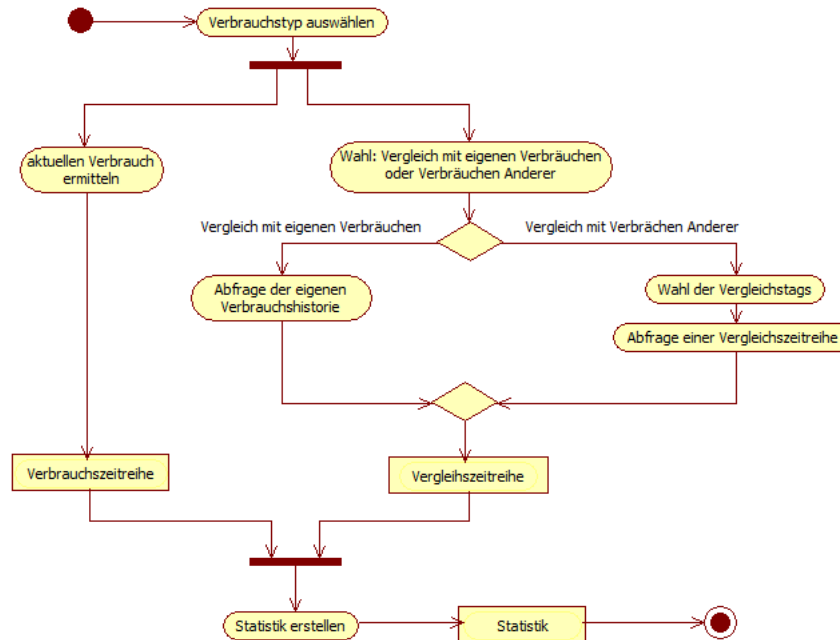 Verbrauchstyp auswählen
aktuellen Verbrauch
ermitteln
Wahl: Vergleich mit eigenen Verbräuchen
oder Verbräuchen Anderer
Vergleich mit eigenen Verbräuchen
Vergleich mit Verbrächen Anderer
Abfrage der eigenen
Verbrauchshistorie
Wahl der Vergleichstags
Abfrage einer Vergleichszeitreihe
Verbrauchszeitreihe
Vergleihszeitreihe
Statistik erstellen
Statistik